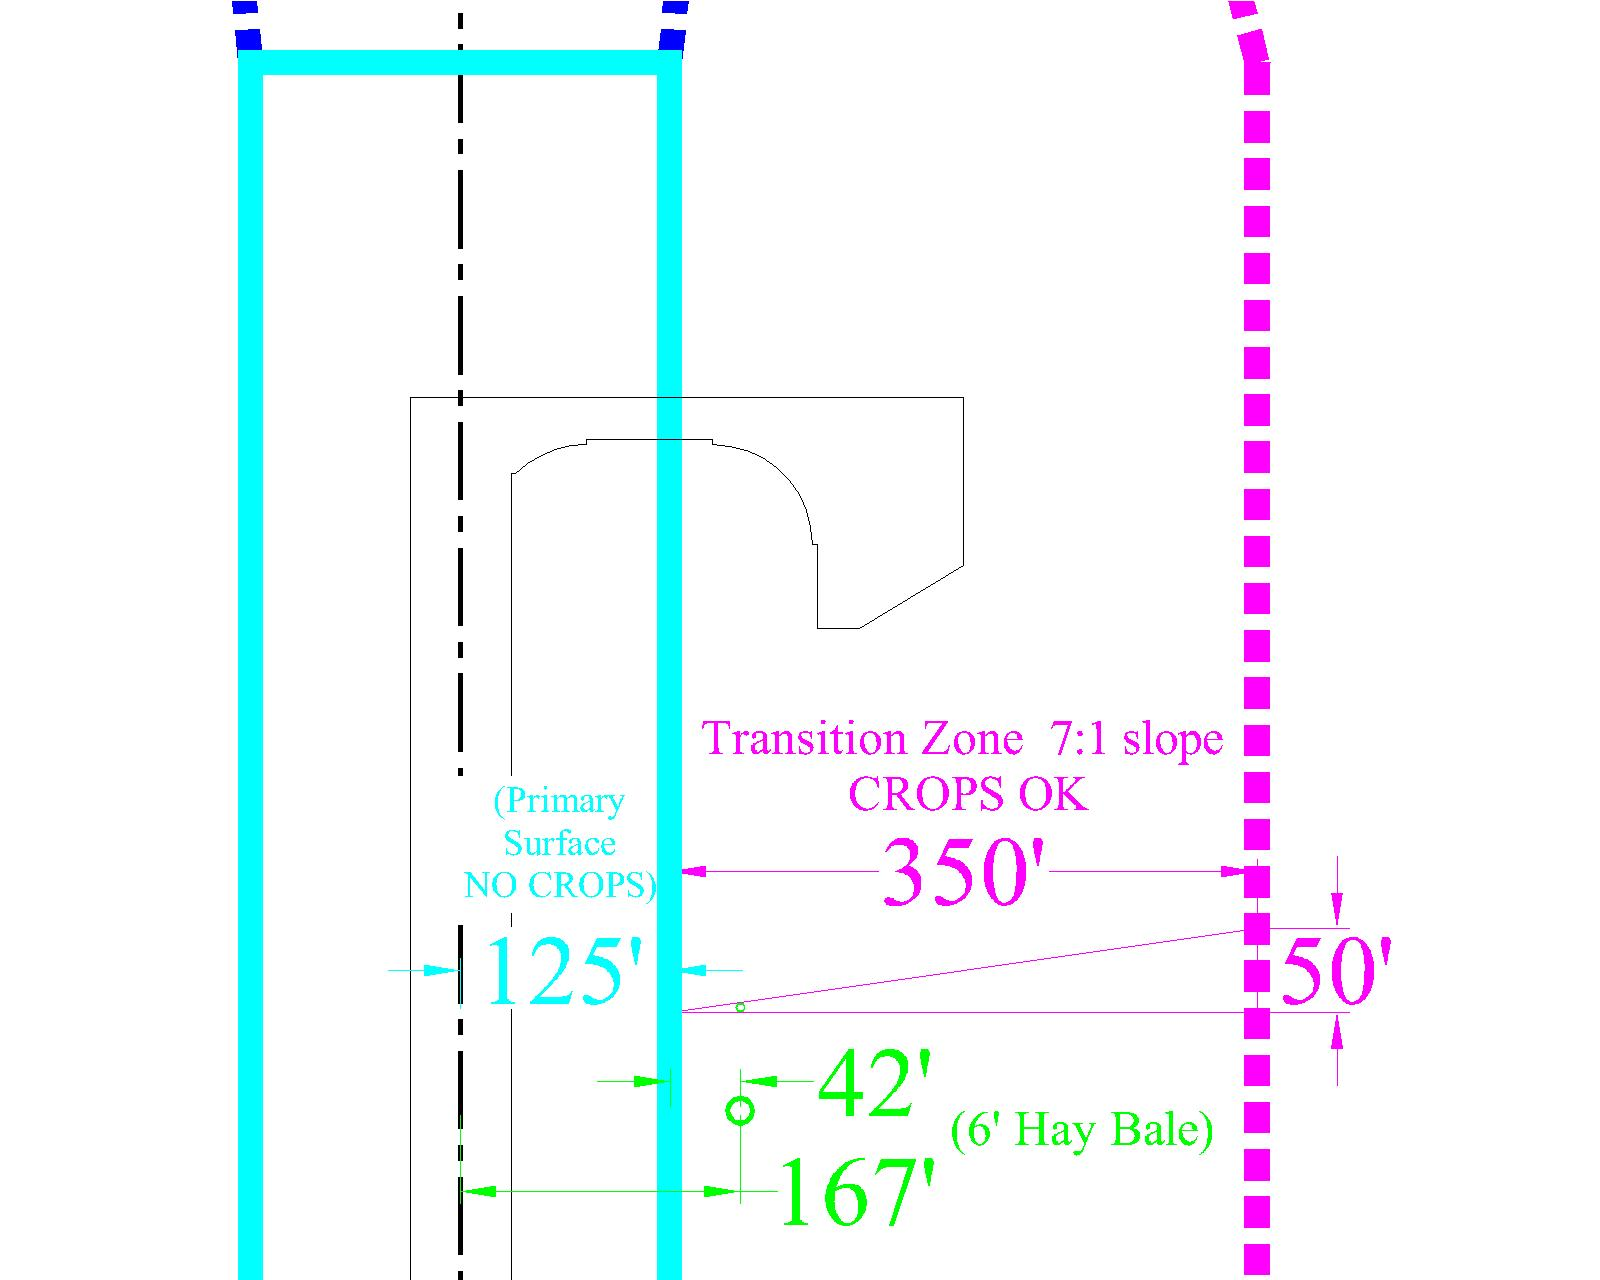 Transition Zone  7:1 slope
CROPS OK
350'
(Primary
Surface
NO CROPS)
125'
50'
42'
(6' Hay Bale)
167'